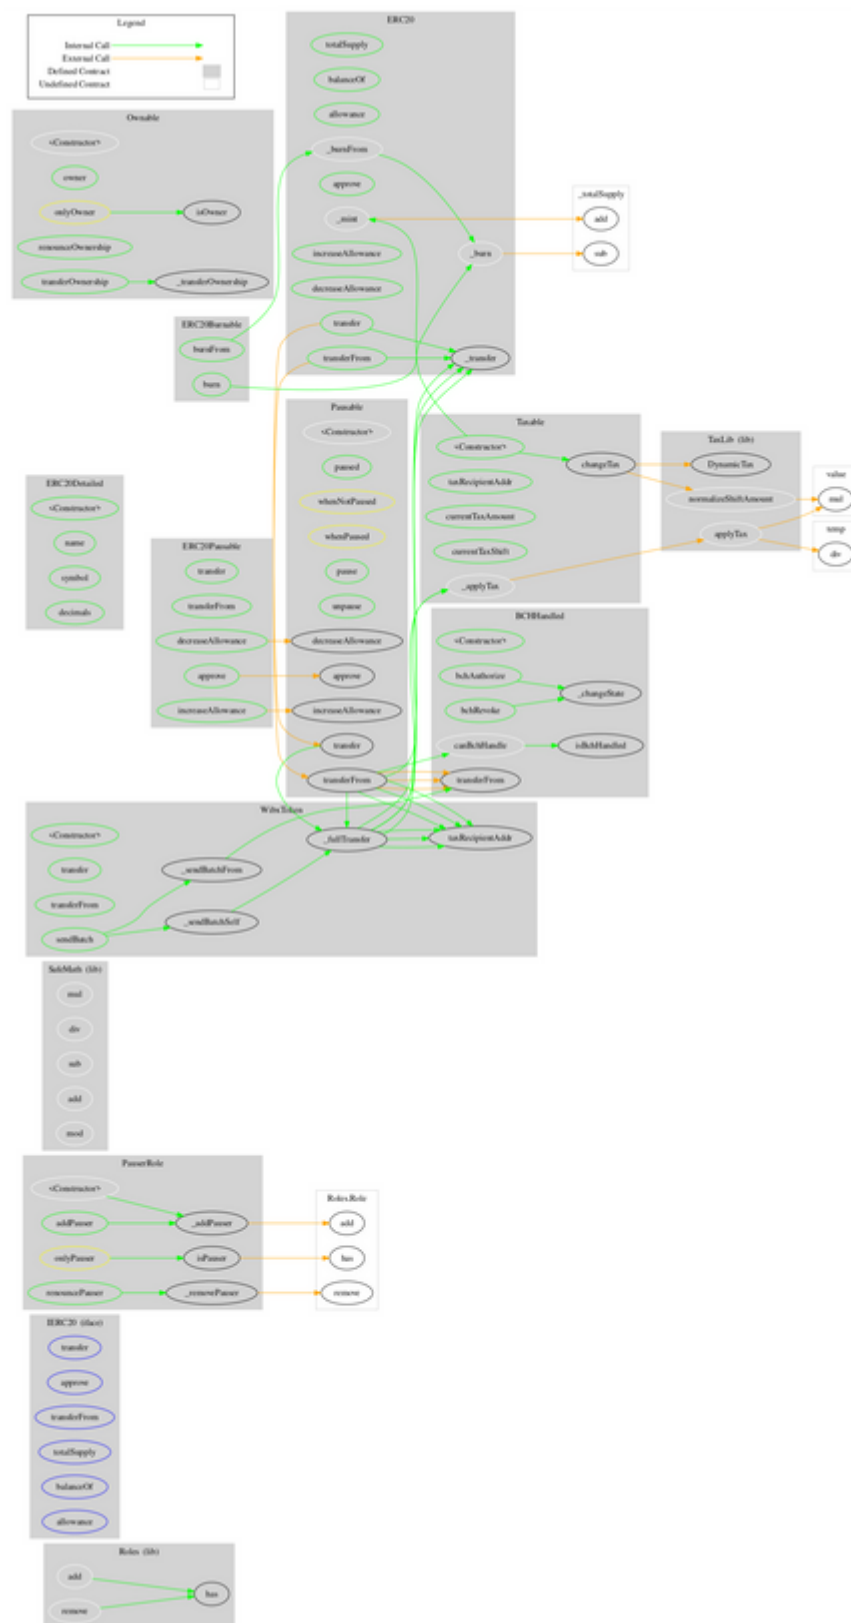 Legend
Internal Call
External Call
Defined Contract
Undefined Contract
ERC20
totalSupply
balanceOf
allowance
_burnFrom
approve
_mint
increaseAllowance
decreaseAllowance
transfer
transferFrom
_burn
_transfer
Ownable
<Constructor>
owner
onlyOwner
isOwner
renounceOwnership
transferOwnership
_transferOwnership
_totalSupply
add
sub
ERC20Burnable
burnFrom
burn
Pausable
<Constructor>
paused
whenNotPaused
whenPaused
pause
unpause
decreaseAllowance
approve
increaseAllowance
transfer
transferFrom
Taxable
<Constructor>
changeTax
taxRecipientAddr
currentTaxAmount
currentTaxShift
_applyTax
TaxLib (lib)
DynamicTax
normalizeShiftAmount
applyTax
value
mul
temp
div
ERC20Detailed
<Constructor>
name
symbol
decimals
ERC20Pausable
transfer
transferFrom
decreaseAllowance
approve
increaseAllowance
BCHHandled
<Constructor>
bchAuthorize
bchRevoke
_changeState
canBchHandle
isBchHandled
transferFrom
WibxToken
<Constructor>
transfer
transferFrom
sendBatch
_sendBatchFrom
_sendBatchSelf
_fullTransfer
taxRecipientAddr
SafeMath (lib)
mul
div
sub
add
mod
PauserRole
<Constructor>
addPauser
_addPauser
onlyPauser
isPauser
renouncePauser
_removePauser
Roles.Role
add
has
remove
IERC20 (iface)
transfer
approve
transferFrom
totalSupply
balanceOf
allowance
Roles (lib)
add
remove
has